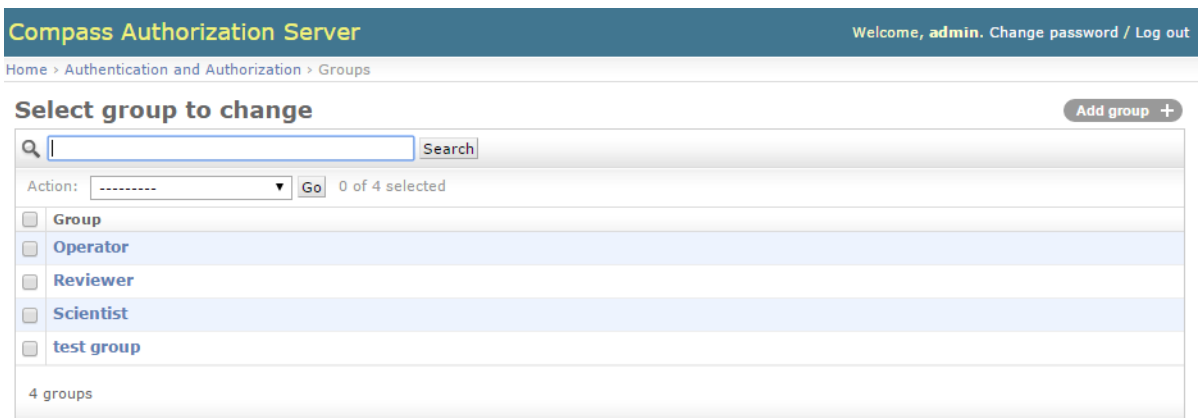 Compass Authorization Server
Welcome, admin. Change password / Log out
Home › Authentication and Authorization › Groups
Select group to change
Add group +
Search
Action: --------- Go 0 of 4 selected
Group
Operator
Reviewer
Scientist
test group
4 groups